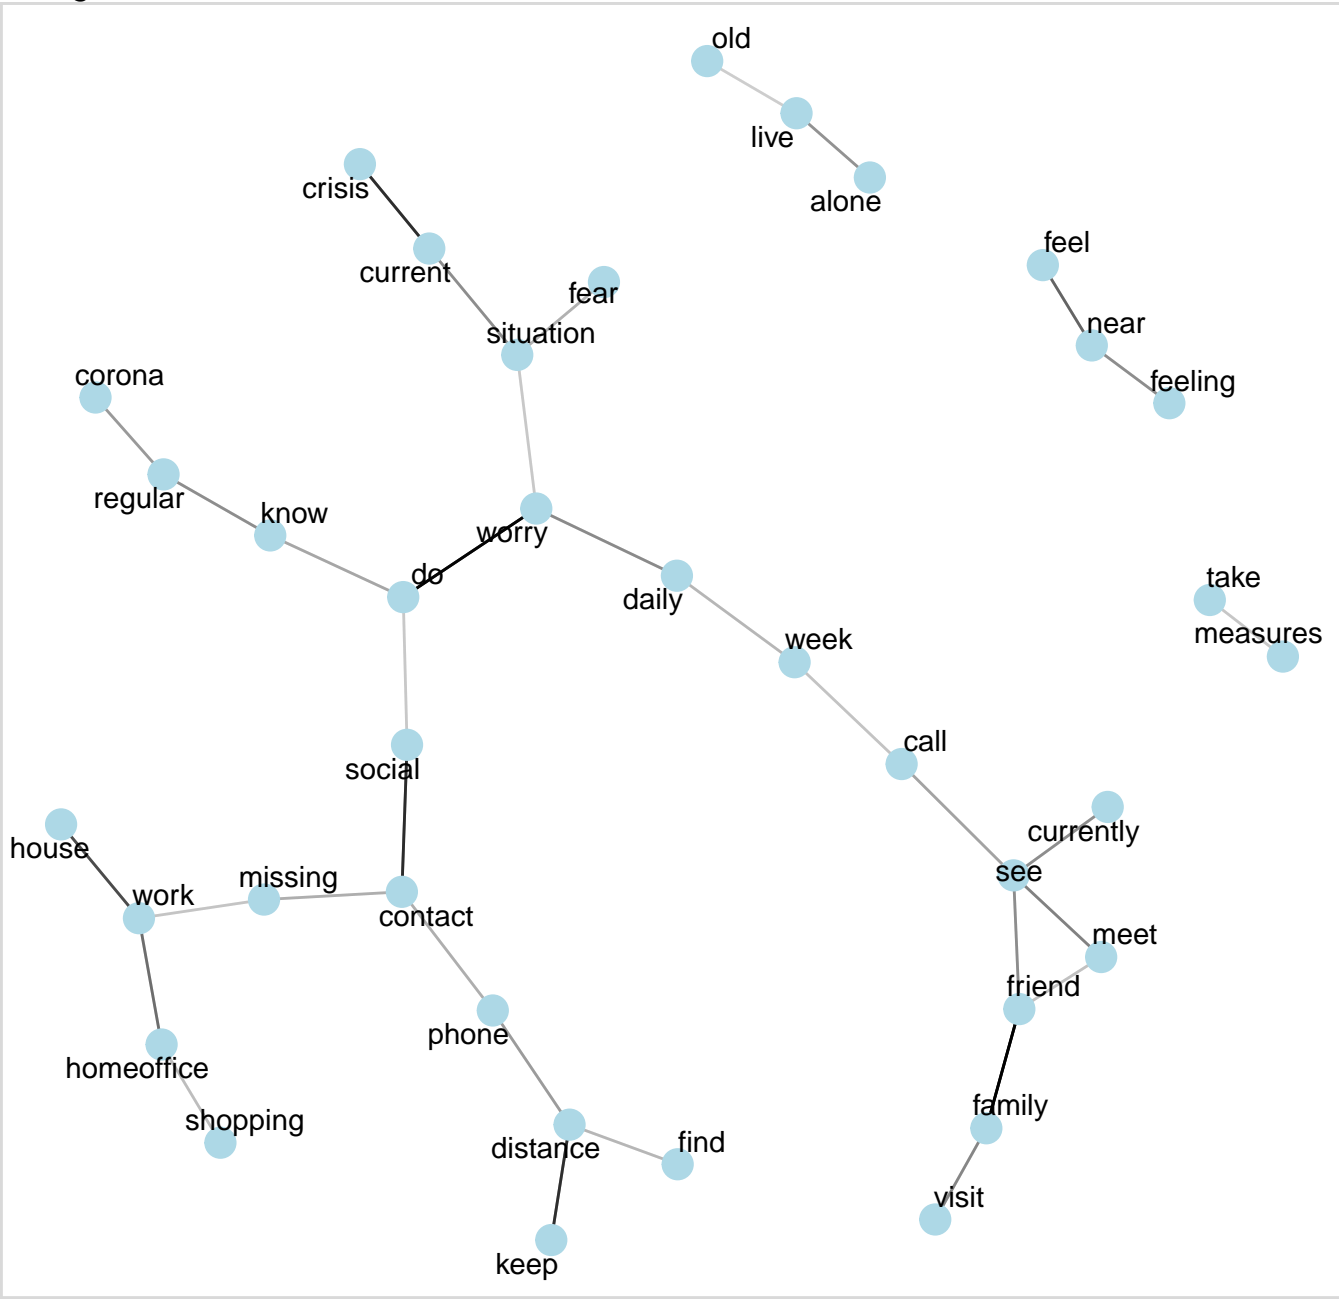 old
live
crisis
alone
feel
current
fear
near
situation
corona
feeling
regular
know
worry
do
take
daily
measures
week
call
social
currently
house
see
missing
work
contact
meet
friend
phone
homeoffice
family
shopping
find
distance
visit
keep